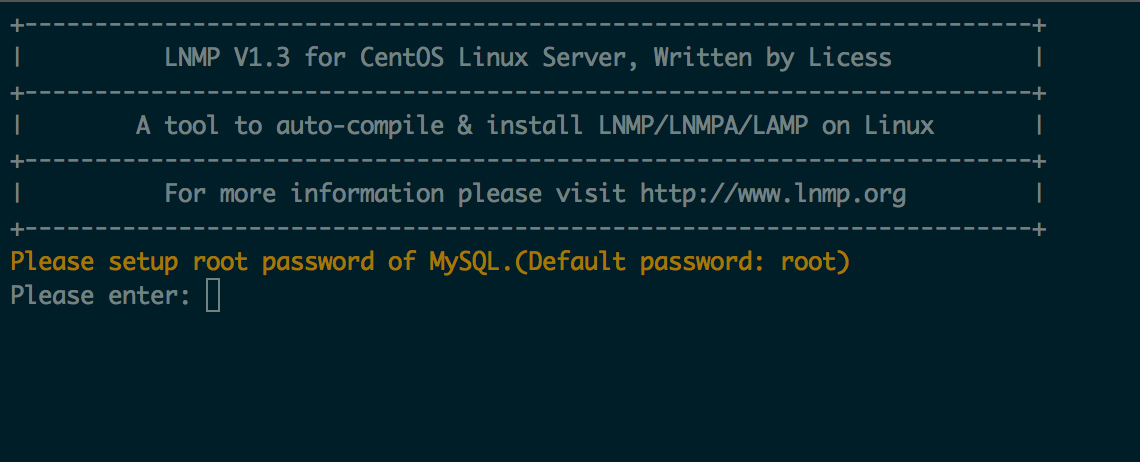 +------------------------------------------------------------------------+
|          LNMP V1.3 for CentOS Linux Server, Written by Licess          |
+------------------------------------------------------------------------+
|        A tool to auto-compile & install LNMP/LNMPA/LAMP on Linux       |
+------------------------------------------------------------------------+
|          For more information please visit http://www.lnmp.org         |
+------------------------------------------------------------------------+
Please setup root password of MySQL.(Default password: root)
Please enter: